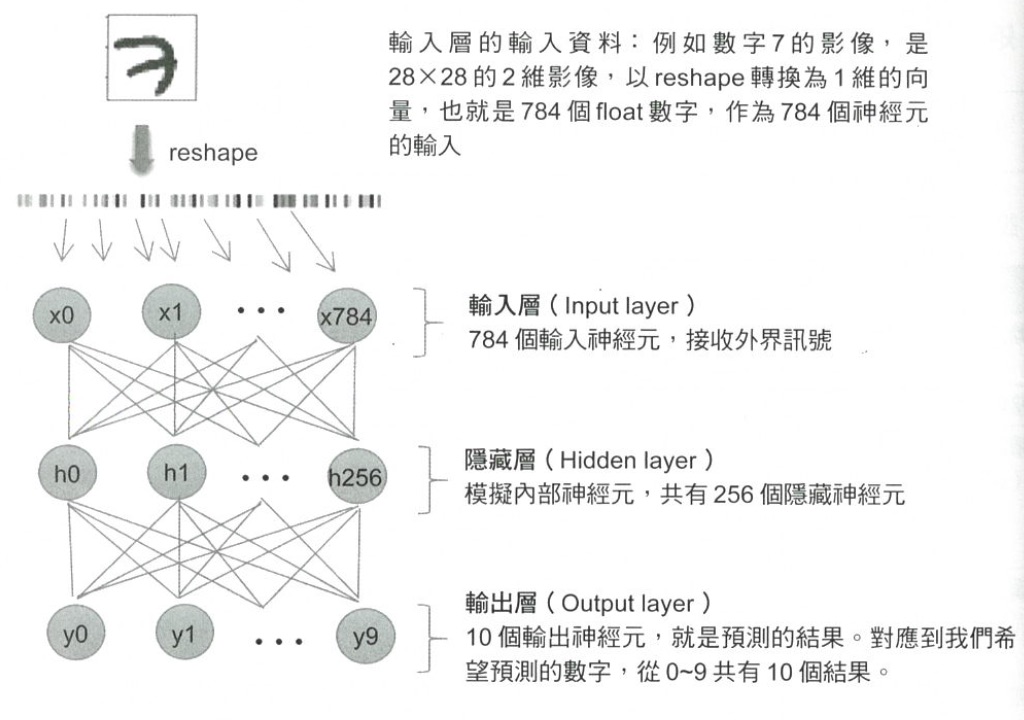 輸入層的輸入資料：例如數字7的影像，是
28×28的2維影像，以reshape轉換為1維的向
量，也就是784個float數字，作為784個神經元
的輸入
reshape
x0
x1
...
x784
輸入層（Input layer）
784個輸入神經元，接收外界訊號
h0
h1
...
h256
隱藏層（Hidden layer）
模擬內部神經元，共有256個隱藏神經元
y0
y1
...
y9
輸出層（Output layer）
10個輸出神經元，就是預測的結果。對應到我們希
望預測的數字，從0~9共有10個結果。